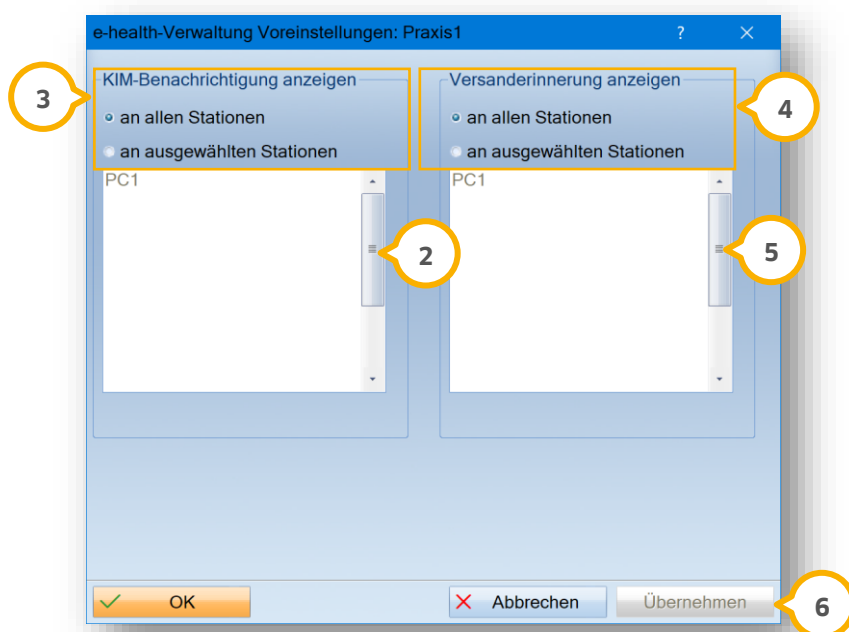 e-health-Verwaltung Voreinstellungen: Praxis1 ?
KIM-Benachrichtigung anzeigen
an allen Stationen
an ausgewählten Stationen
PC1
3
2
Versanderinnerung anzeigen
an allen Stationen
an ausgewählten Stationen
PC1
4
5
OK
Abbrechen
Übernehmen
6